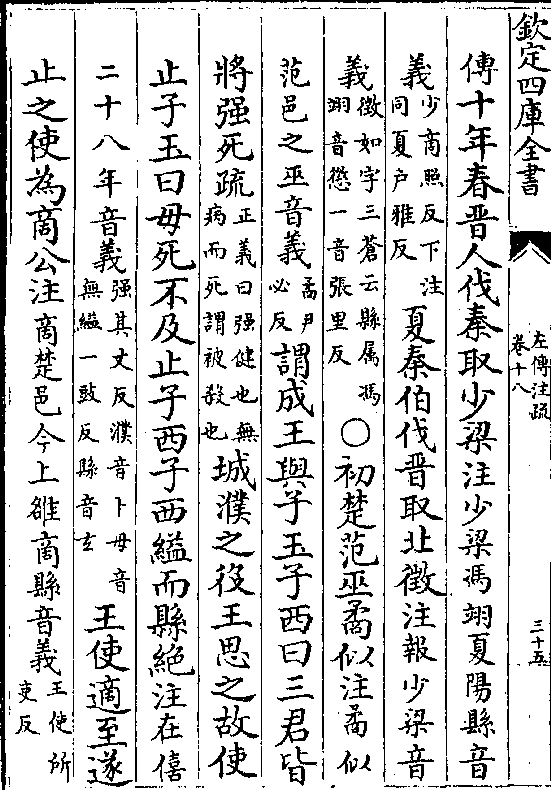 欽定四庫全書
左傳注疏
卷十八
三十五
傳十年春晉人伐秦取少梁注少梁馮翊夏陽縣音
義少商照反下注同夏户雅反夏秦伯伐晉取北徵注報少梁音
義徵如字三蒼云縣属馮翊音懲一音張里反〇初楚范巫矞似注矞似
范邑之巫音義矞尹必反謂成王與子玉子西曰三君皆
將强死疏正義曰强健也無病而死謂被殺也城濮之役王思之故使
止子玉曰毋死不及止子西子西縊而縣絶注在僖
二十八年音義强其丈反濮音卜毋音無縊一豉反縣音玄王使適至遂
止之使為商公注商楚邑今上雒商縣音義王使所吏反